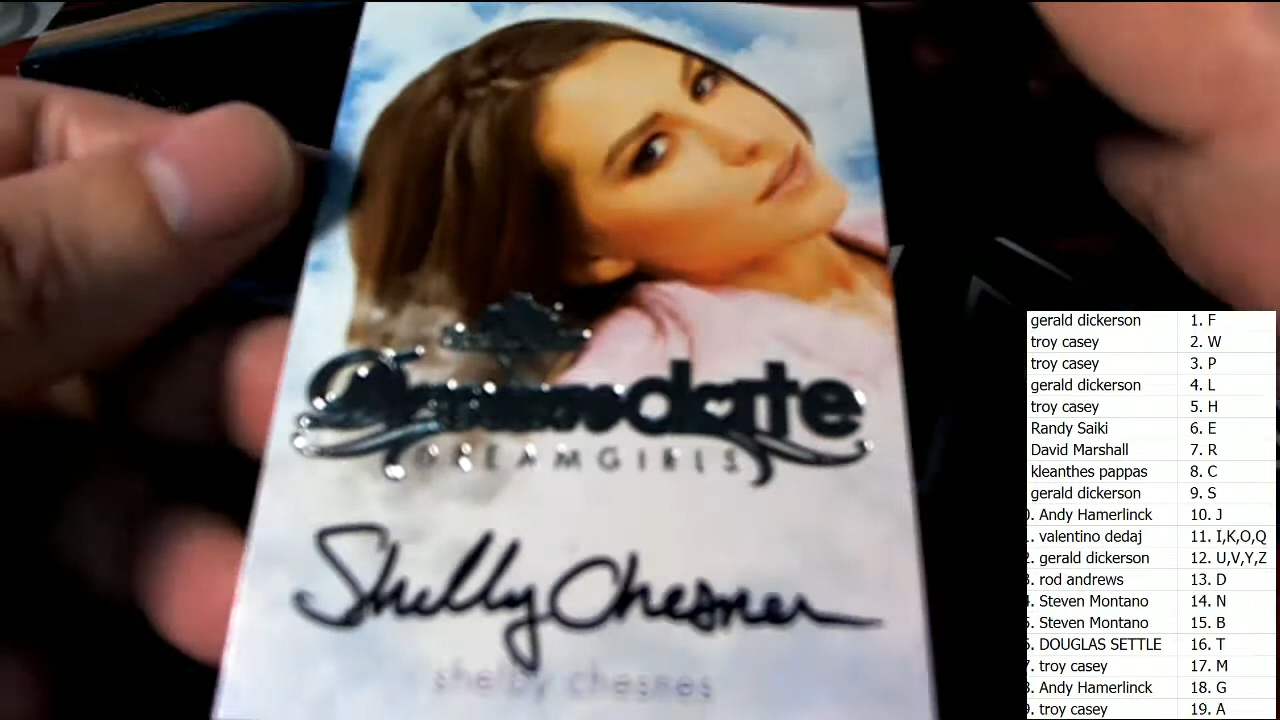 Benchwarmer
date
DREAMGIRLS
Shelly Chesner
shelby chesnes
gerald dickerson 1. F
troy casey 2. W
troy casey 3. P
gerald dickerson 4. L
troy casey 5. H
Randy Saiki 6. E
David Marshall 7. R
kleanthes pappas 8. C
gerald dickerson 9. S
. Andy Hamerlinck 10. J
. valentino dedaj 11. I,K,O,Q
. gerald dickerson 12. U,V,Y,Z
. rod andrews 13. D
. Steven Montano 14. N
. Steven Montano 15. B
. DOUGLAS SETTLE 16. T
. troy casey 17. M
. Andy Hamerlinck 18. G
. troy casey 19. A